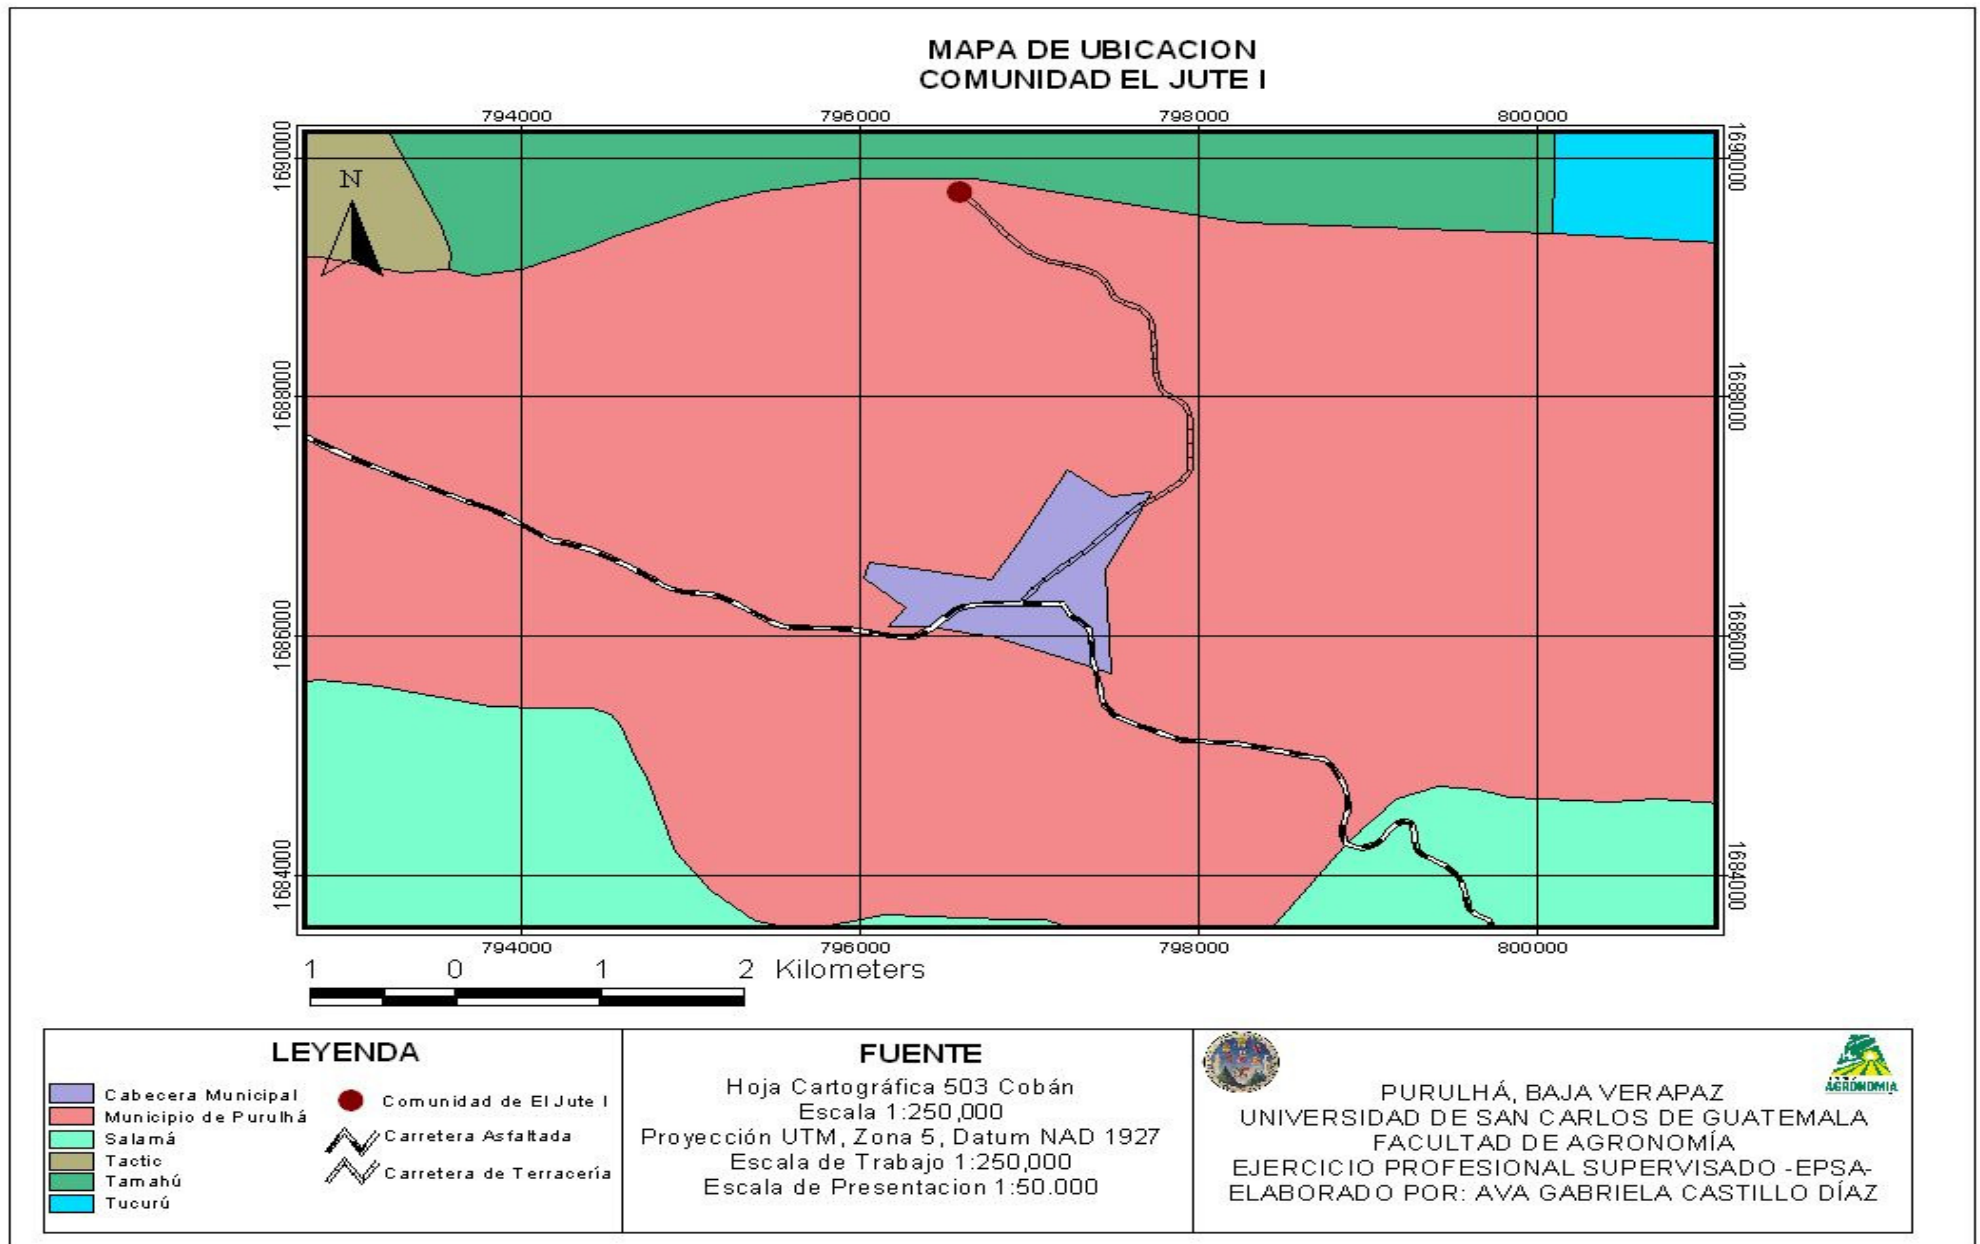 MAPA DE UBICACION
COMUNIDAD EL JUTE I
794000 796000 798000 800000
1690000 1690000
N
1688000 1688000
1686000 1686000
1684000 1684000
794000 796000 798000 800000
1 0 1 2 Kilometers
LEYENDA
Cabecera Municipal
Municipio de Purulhá
Salamá
Tactic
Tamahú
Tucurú
Comunidad de El Jute I
Carretera Asfaltada
Carretera de Terracería
FUENTE
Hoja Cartográfica 503 Cobán
Escala 1:250,000
Proyección UTM, Zona 5, Datum NAD 1927
Escala de Trabajo 1:250,000
Escala de Presentacion 1:50.000
AGRONOMIA
PURULHÁ, BAJA VERAPAZ
UNIVERSIDAD DE SAN CARLOS DE GUATEMALA
FACULTAD DE AGRONOMÍA
EJERCICIO PROFESIONAL SUPERVISADO -EPSA-
ELABORADO POR: AVA GABRIELA CASTILLO DÍAZ